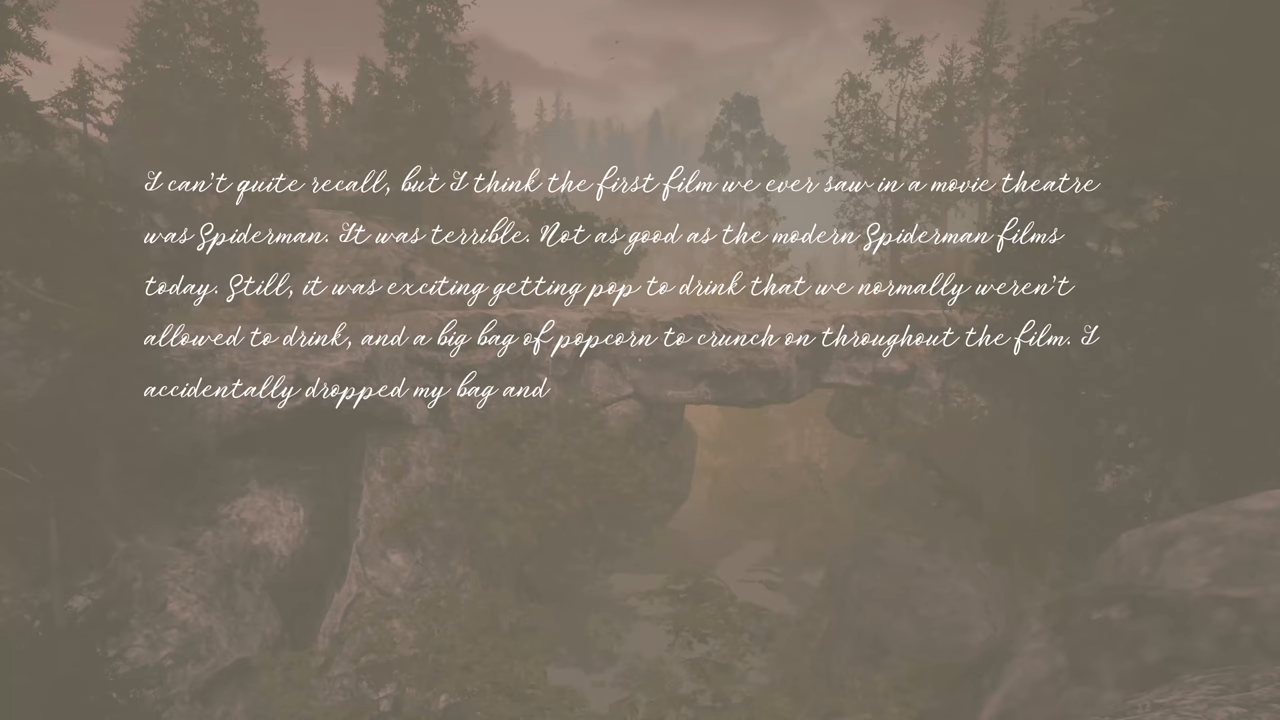 I can't quite recall, but I think the first film we ever saw in a movie theatre
was Spiderman. It was terrible. Not as good as the modern Spiderman films
today. Still, it was exciting getting pop to drink that we normally weren't
allowed to drink, and a big bag of popcorn to crunch on throughout the film. I
accidentally dropped my bag and